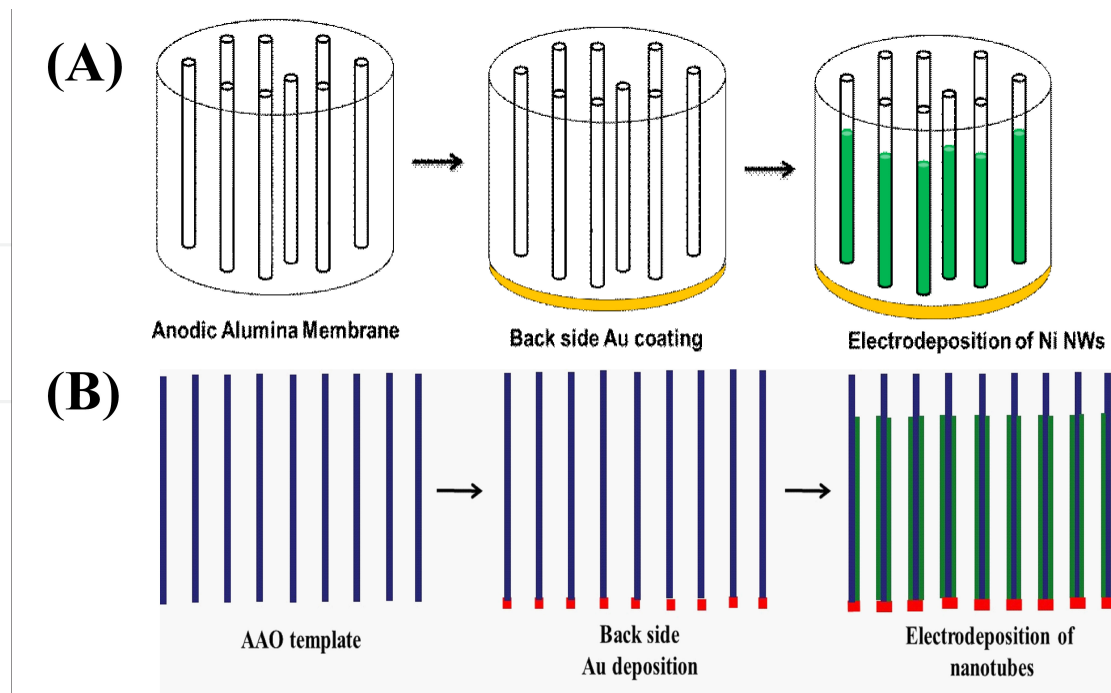 (A)
Anodic Alumina Membrane
Back side Au coating
Electrodeposition of Ni NWs
(B)
AAO template
Back side
Au deposition
Electrodeposition of
nanotubes